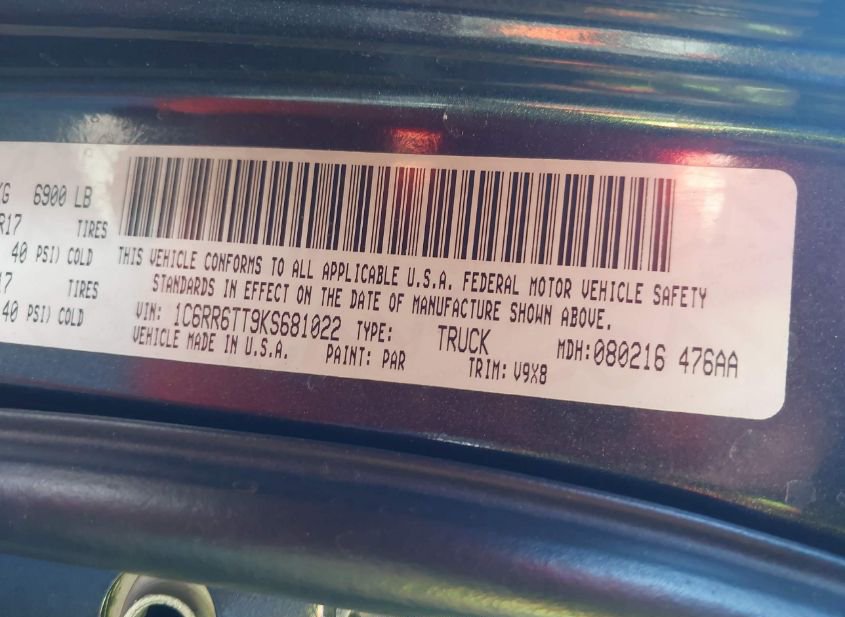 KG 6900 LB
R17 TIRES
40 PSI) COLD
17 TIRES
40 PSI) COLD
THIS VEHICLE CONFORMS TO ALL APPLICABLE U.S.A. FEDERAL MOTOR VEHICLE SAFETY
STANDARDS IN EFFECT ON THE DATE OF MANUFACTURE SHOWN ABOVE.
VIN: 1C6RR6TT9KS681022 TYPE: TRUCK MDH:080216 476AA
VEHICLE MADE IN U.S.A. PAINT: PAR TRIM: V9X8